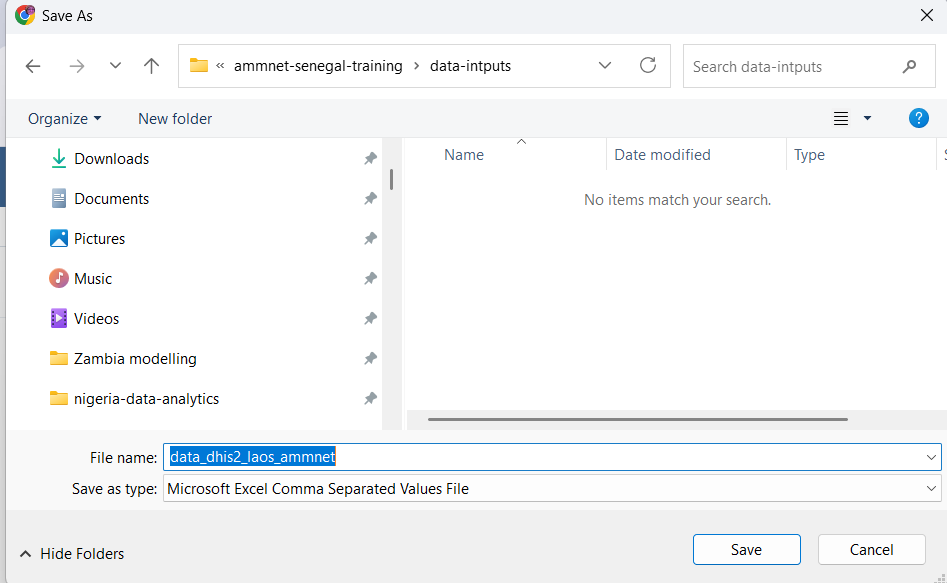 Save As
« ammnet-senegal-training > data-intputs
Search data-intputs
Organize New folder
?
Name Date modified Type
No items match your search.
Downloads
Documents
Pictures
Music
Videos
Zambia modelling
nigeria-data-analytics
File name: data_dhis2_laos_ammnet
Save as type: Microsoft Excel Comma Separated Values File
Hide Folders Save Cancel